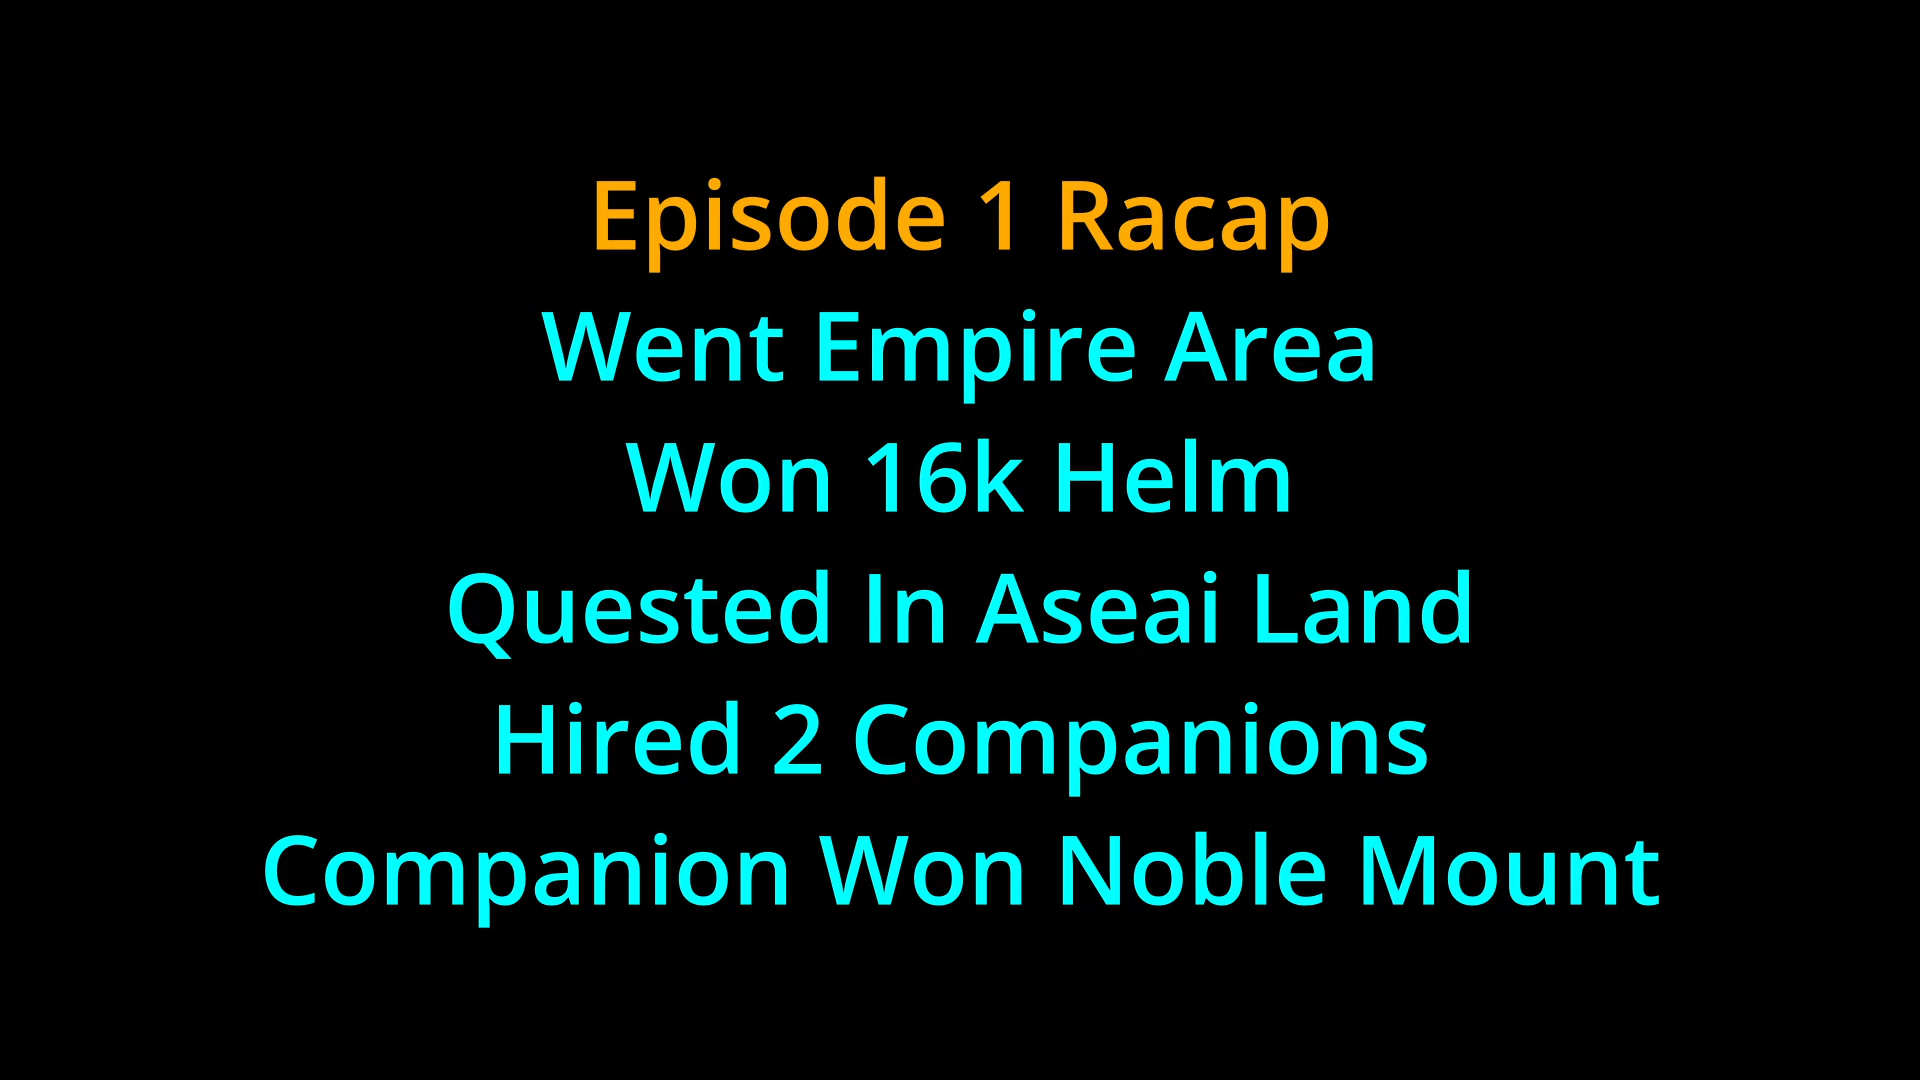 Episode 1 Racap
Went Empire Area
Won 16k Helm
Quested In Aseai Land
Hired 2 Companions
Companion Won Noble Mount